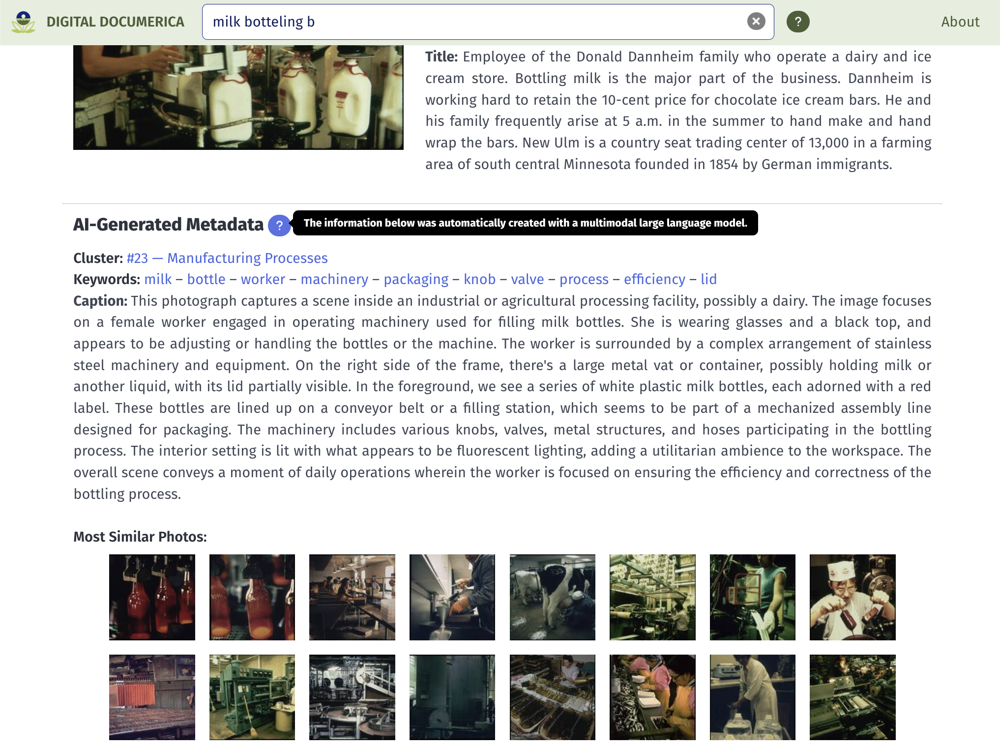 DIGITAL DOCUMERICA
milk botteling b
?
About
Title: Employee of the Donald Dannheim family who operate a dairy and ice
cream store. Bottling milk is the major part of the business. Dannheim is
working hard to retain the 10-cent price for chocolate ice cream bars. He and
his family frequently arise at 5 a.m. in the summer to hand make and hand
wrap the bars. New Ulm is a country seat trading center of 13,000 in a farming
area of south central Minnesota founded in 1854 by German immigrants.
AI-Generated Metadata ? The information below was automatically created with a multimodal large language model.
Cluster: #23 — Manufacturing Processes
Keywords: milk – bottle – worker – machinery – packaging – knob – valve – process – efficiency – lid
Caption: This photograph captures a scene inside an industrial or agricultural processing facility, possibly a dairy. The image focuses
on a female worker engaged in operating machinery used for filling milk bottles. She is wearing glasses and a black top, and
appears to be adjusting or handling the bottles or the machine. The worker is surrounded by a complex arrangement of stainless
steel machinery and equipment. On the right side of the frame, there's a large metal vat or container, possibly holding milk or
another liquid, with its lid partially visible. In the foreground, we see a series of white plastic milk bottles, each adorned with a red
label. These bottles are lined up on a conveyor belt or a filling station, which seems to be part of a mechanized assembly line
designed for packaging. The machinery includes various knobs, valves, metal structures, and hoses participating in the bottling
process. The interior setting is lit with what appears to be fluorescent lighting, adding a utilitarian ambience to the workspace. The
overall scene conveys a moment of daily operations wherein the worker is focused on ensuring the efficiency and correctness of the
bottling process.
Most Similar Photos: